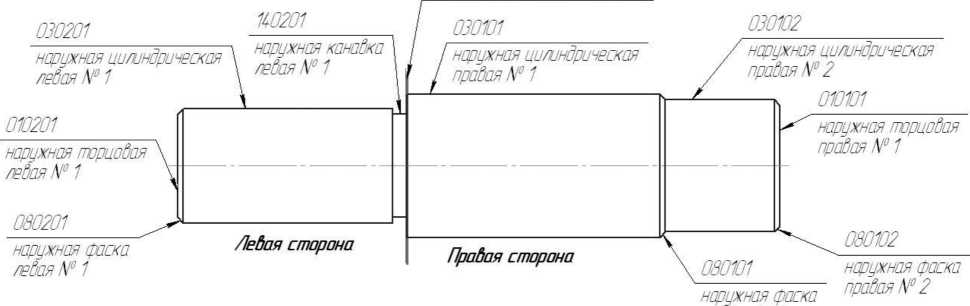 030201
наружная цилиндрическая
левая № 1
140201
наружная канавка
левая № 1
030101
наружная цилиндрическая
правая № 1
030102
наружная цилиндрическая
правая № 2
010101
наружная торцовая
правая № 1
010201
наружная торцовая
левая № 1
080201
наружная фаска
левая № 1
Левая сторона
Правая сторона
080101
наружная фаска
080102
наружная фаска
правая № 2